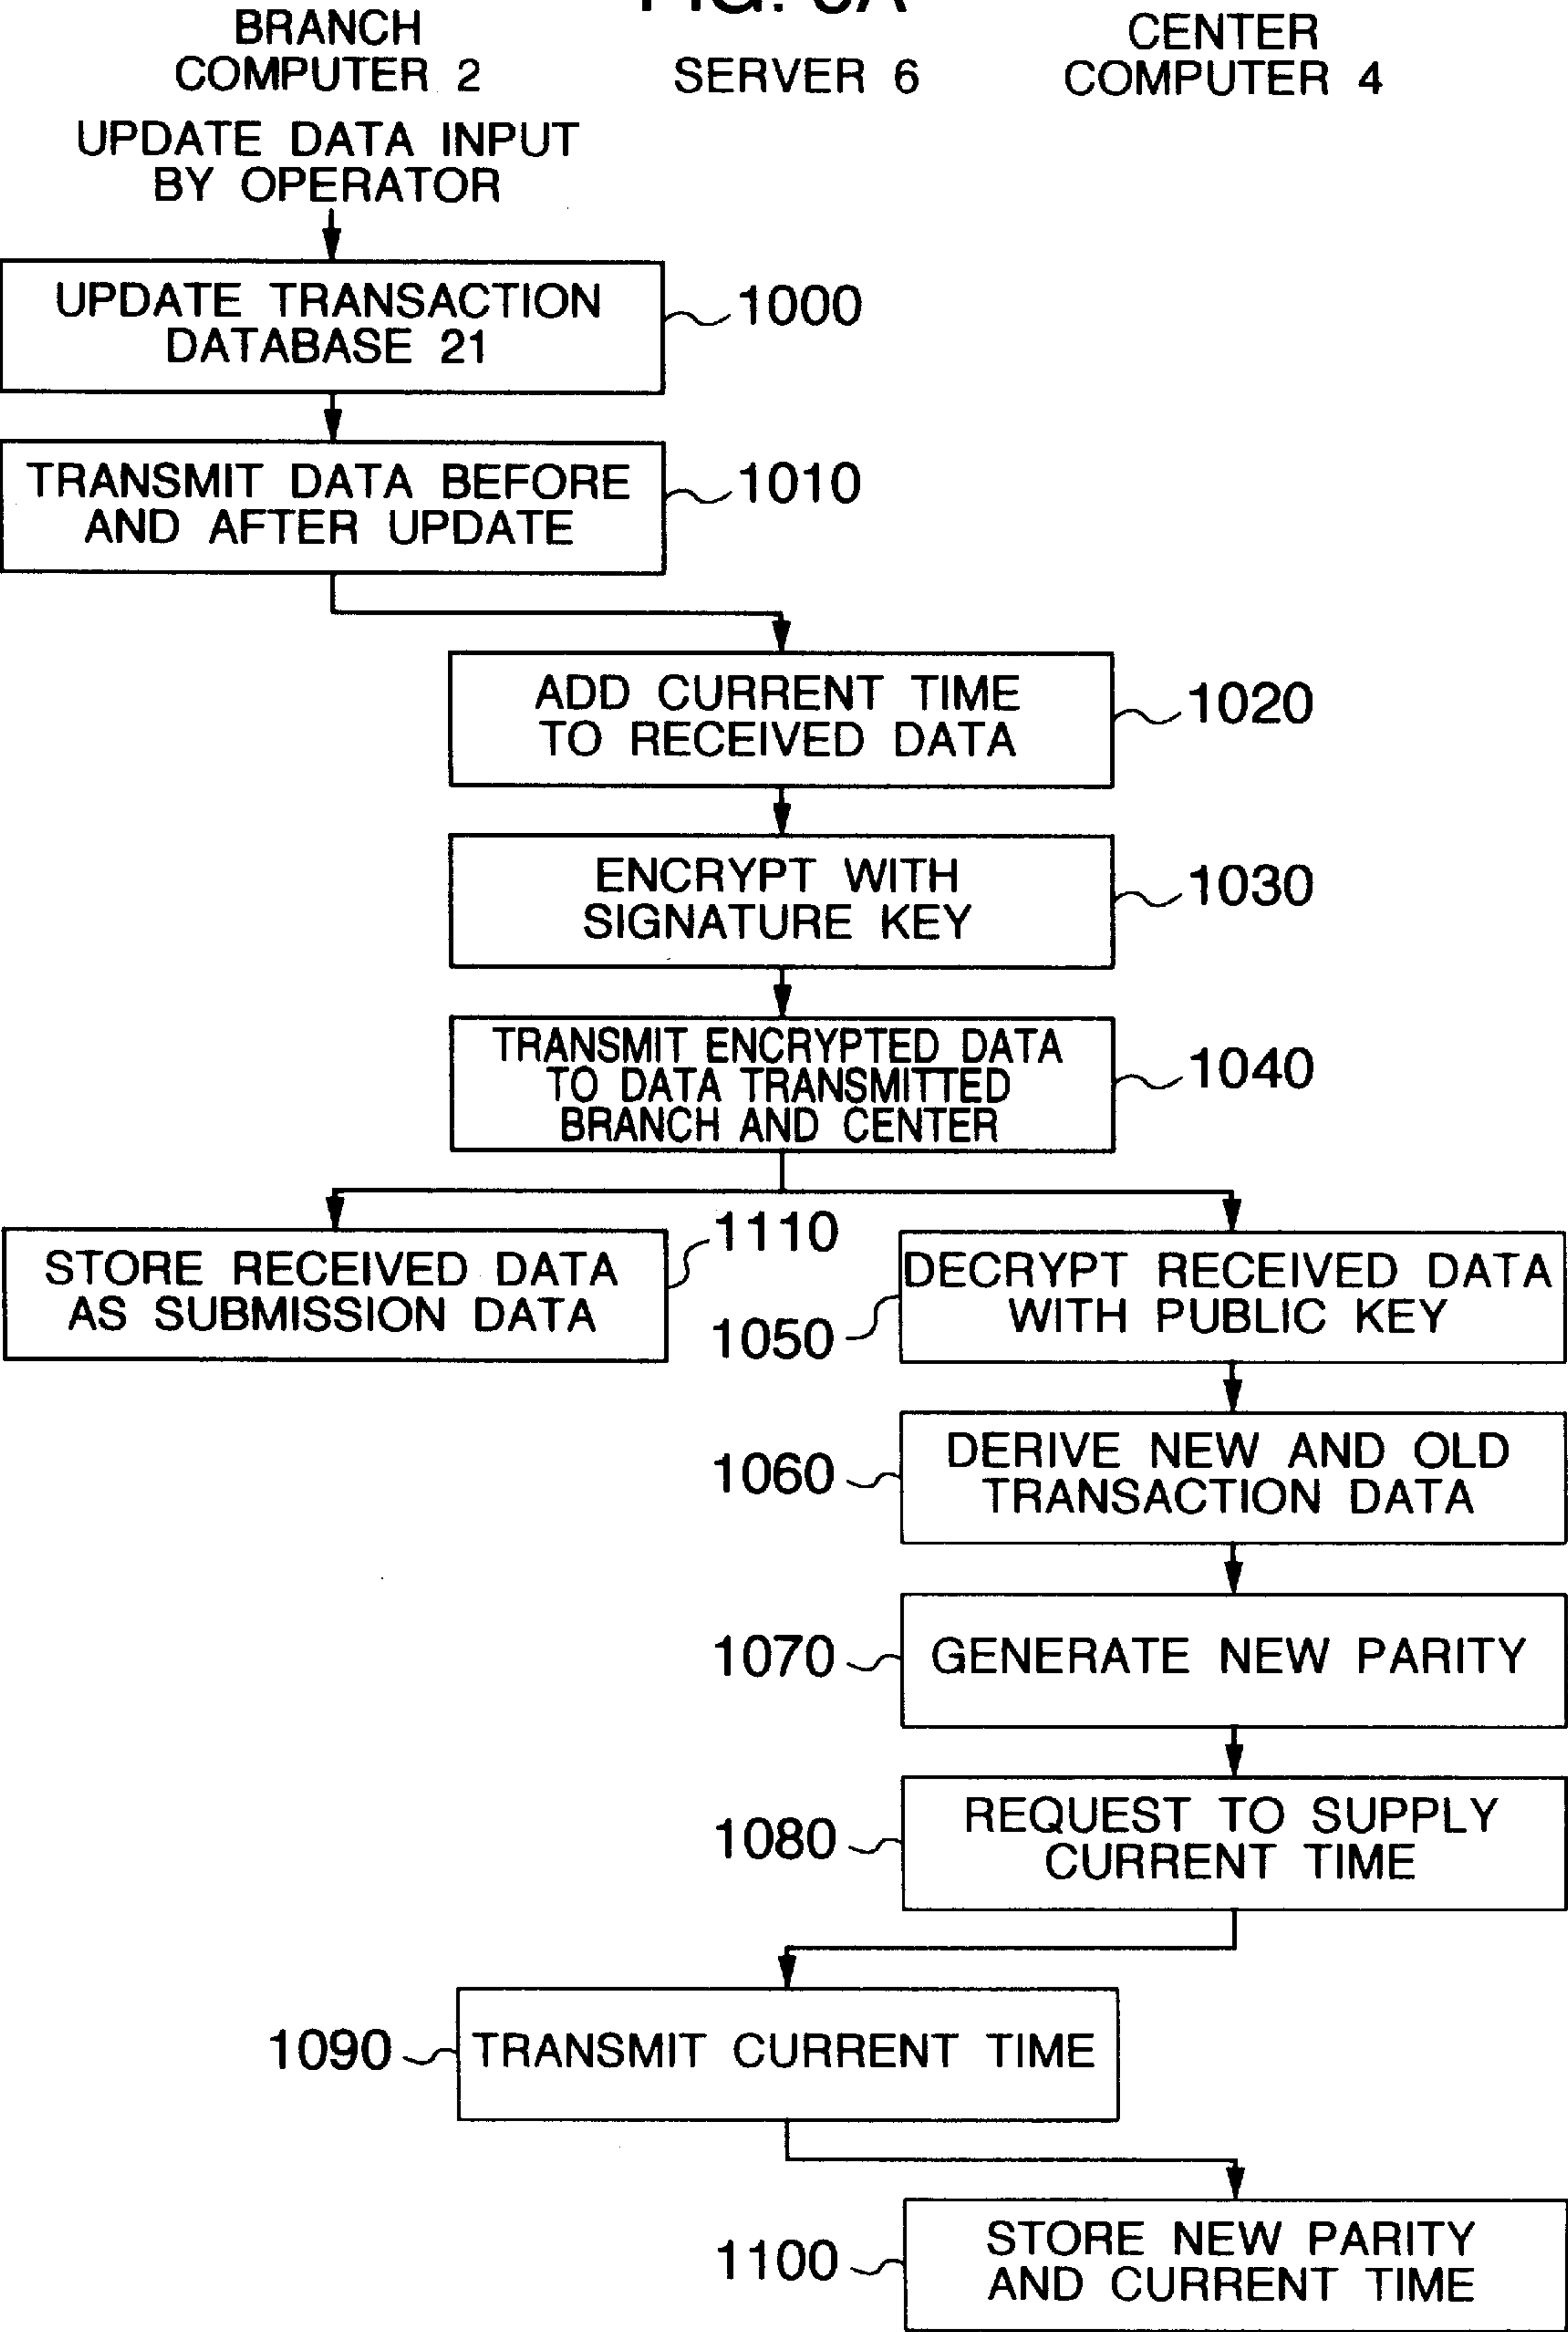 BRANCH
COMPUTER 2
SERVER 6
CENTER
COMPUTER 4
UPDATE DATA INPUT
BY OPERATOR
UPDATE TRANSACTION
DATABASE 21
1000
TRANSMIT DATA BEFORE
AND AFTER UPDATE
1010
ADD CURRENT TIME
TO RECEIVED DATA
1020
ENCRYPT WITH
SIGNATURE KEY
1030
TRANSMIT ENCRYPTED DATA
TO DATA TRANSMITTED
BRANCH AND CENTER
1040
STORE RECEIVED DATA
AS SUBMISSION DATA
1110
1050
DECRYPT RECEIVED DATA
WITH PUBLIC KEY
1060
DERIVE NEW AND OLD
TRANSACTION DATA
1070
GENERATE NEW PARITY
1080
REQUEST TO SUPPLY
CURRENT TIME
1090
TRANSMIT CURRENT TIME
1100
STORE NEW PARITY
AND CURRENT TIME